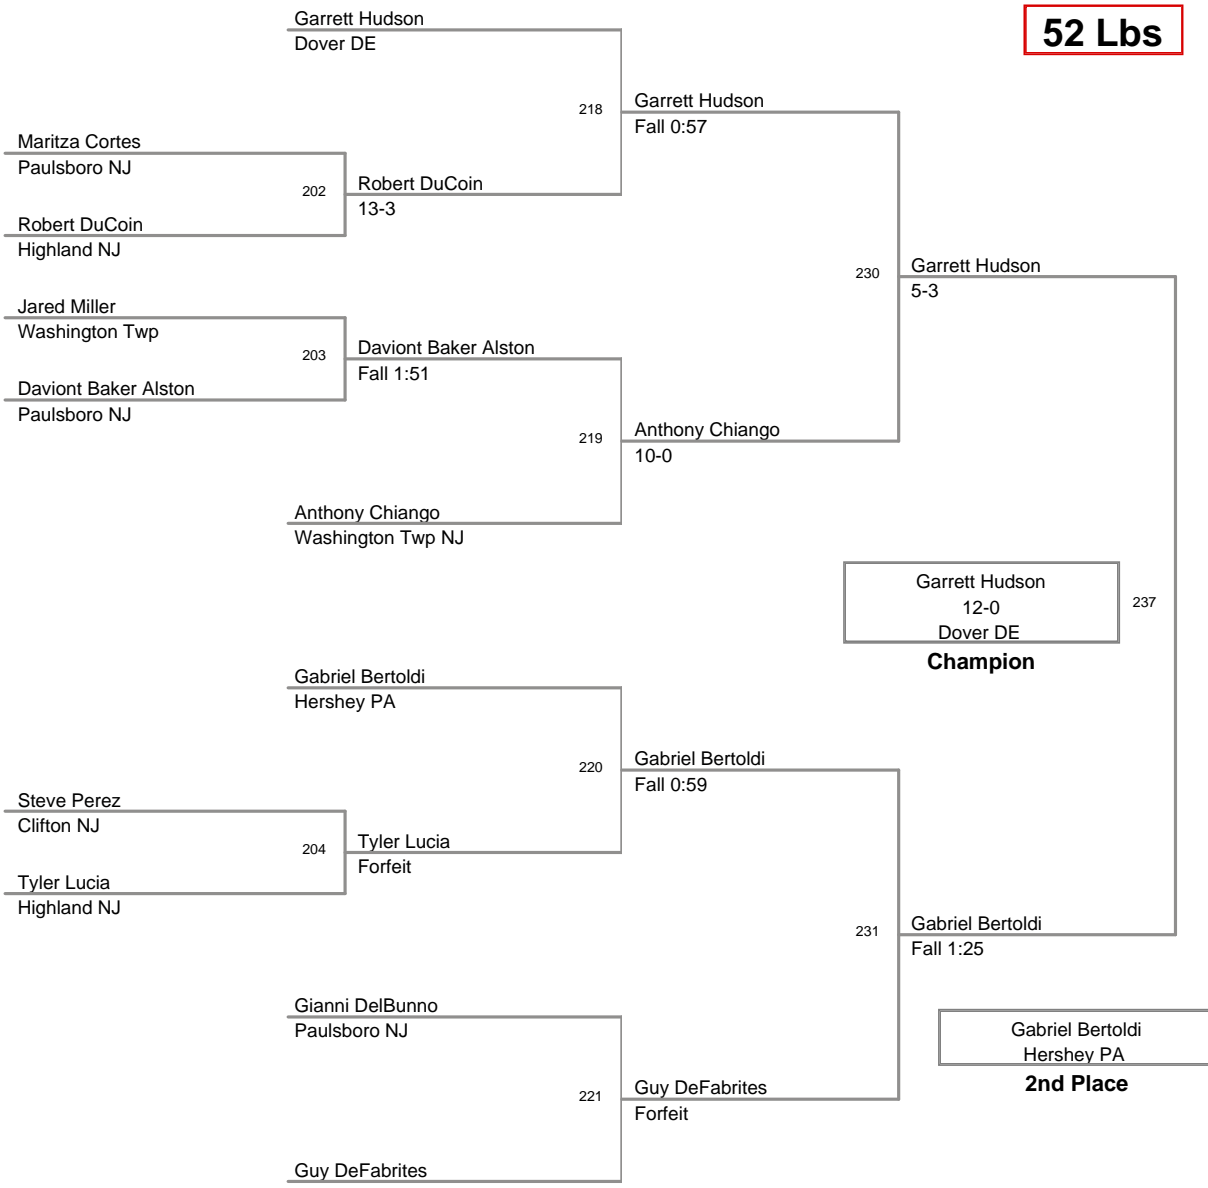 52 Lbs
Garrett Hudson
Dover DE
218
Garrett Hudson
Fall 0:57
Maritza Cortes
Paulsboro NJ
202
Robert DuCoin
13-3
Robert DuCoin
Highland NJ
230
Garrett Hudson
5-3
Jared Miller
Washington Twp
203
Daviont Baker Alston
Fall 1:51
Daviont Baker Alston
Paulsboro NJ
219
Anthony Chiango
10-0
Anthony Chiango
Washington Twp NJ
Garrett Hudson
12-0
Dover DE
237
Champion
Gabriel Bertoldi
Hershey PA
220
Gabriel Bertoldi
Fall 0:59
Steve Perez
Clifton NJ
204
Tyler Lucia
Forfeit
Tyler Lucia
Highland NJ
231
Gabriel Bertoldi
Fall 1:25
Gianni DelBunno
Paulsboro NJ
Gabriel Bertoldi
Hershey PA
2nd Place
221
Guy DeFabrites
Forfeit
Guy DeFabrites